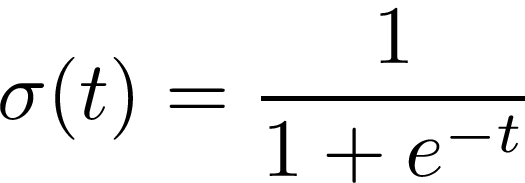 σ(t) = 1 / (1 + e^{-t})